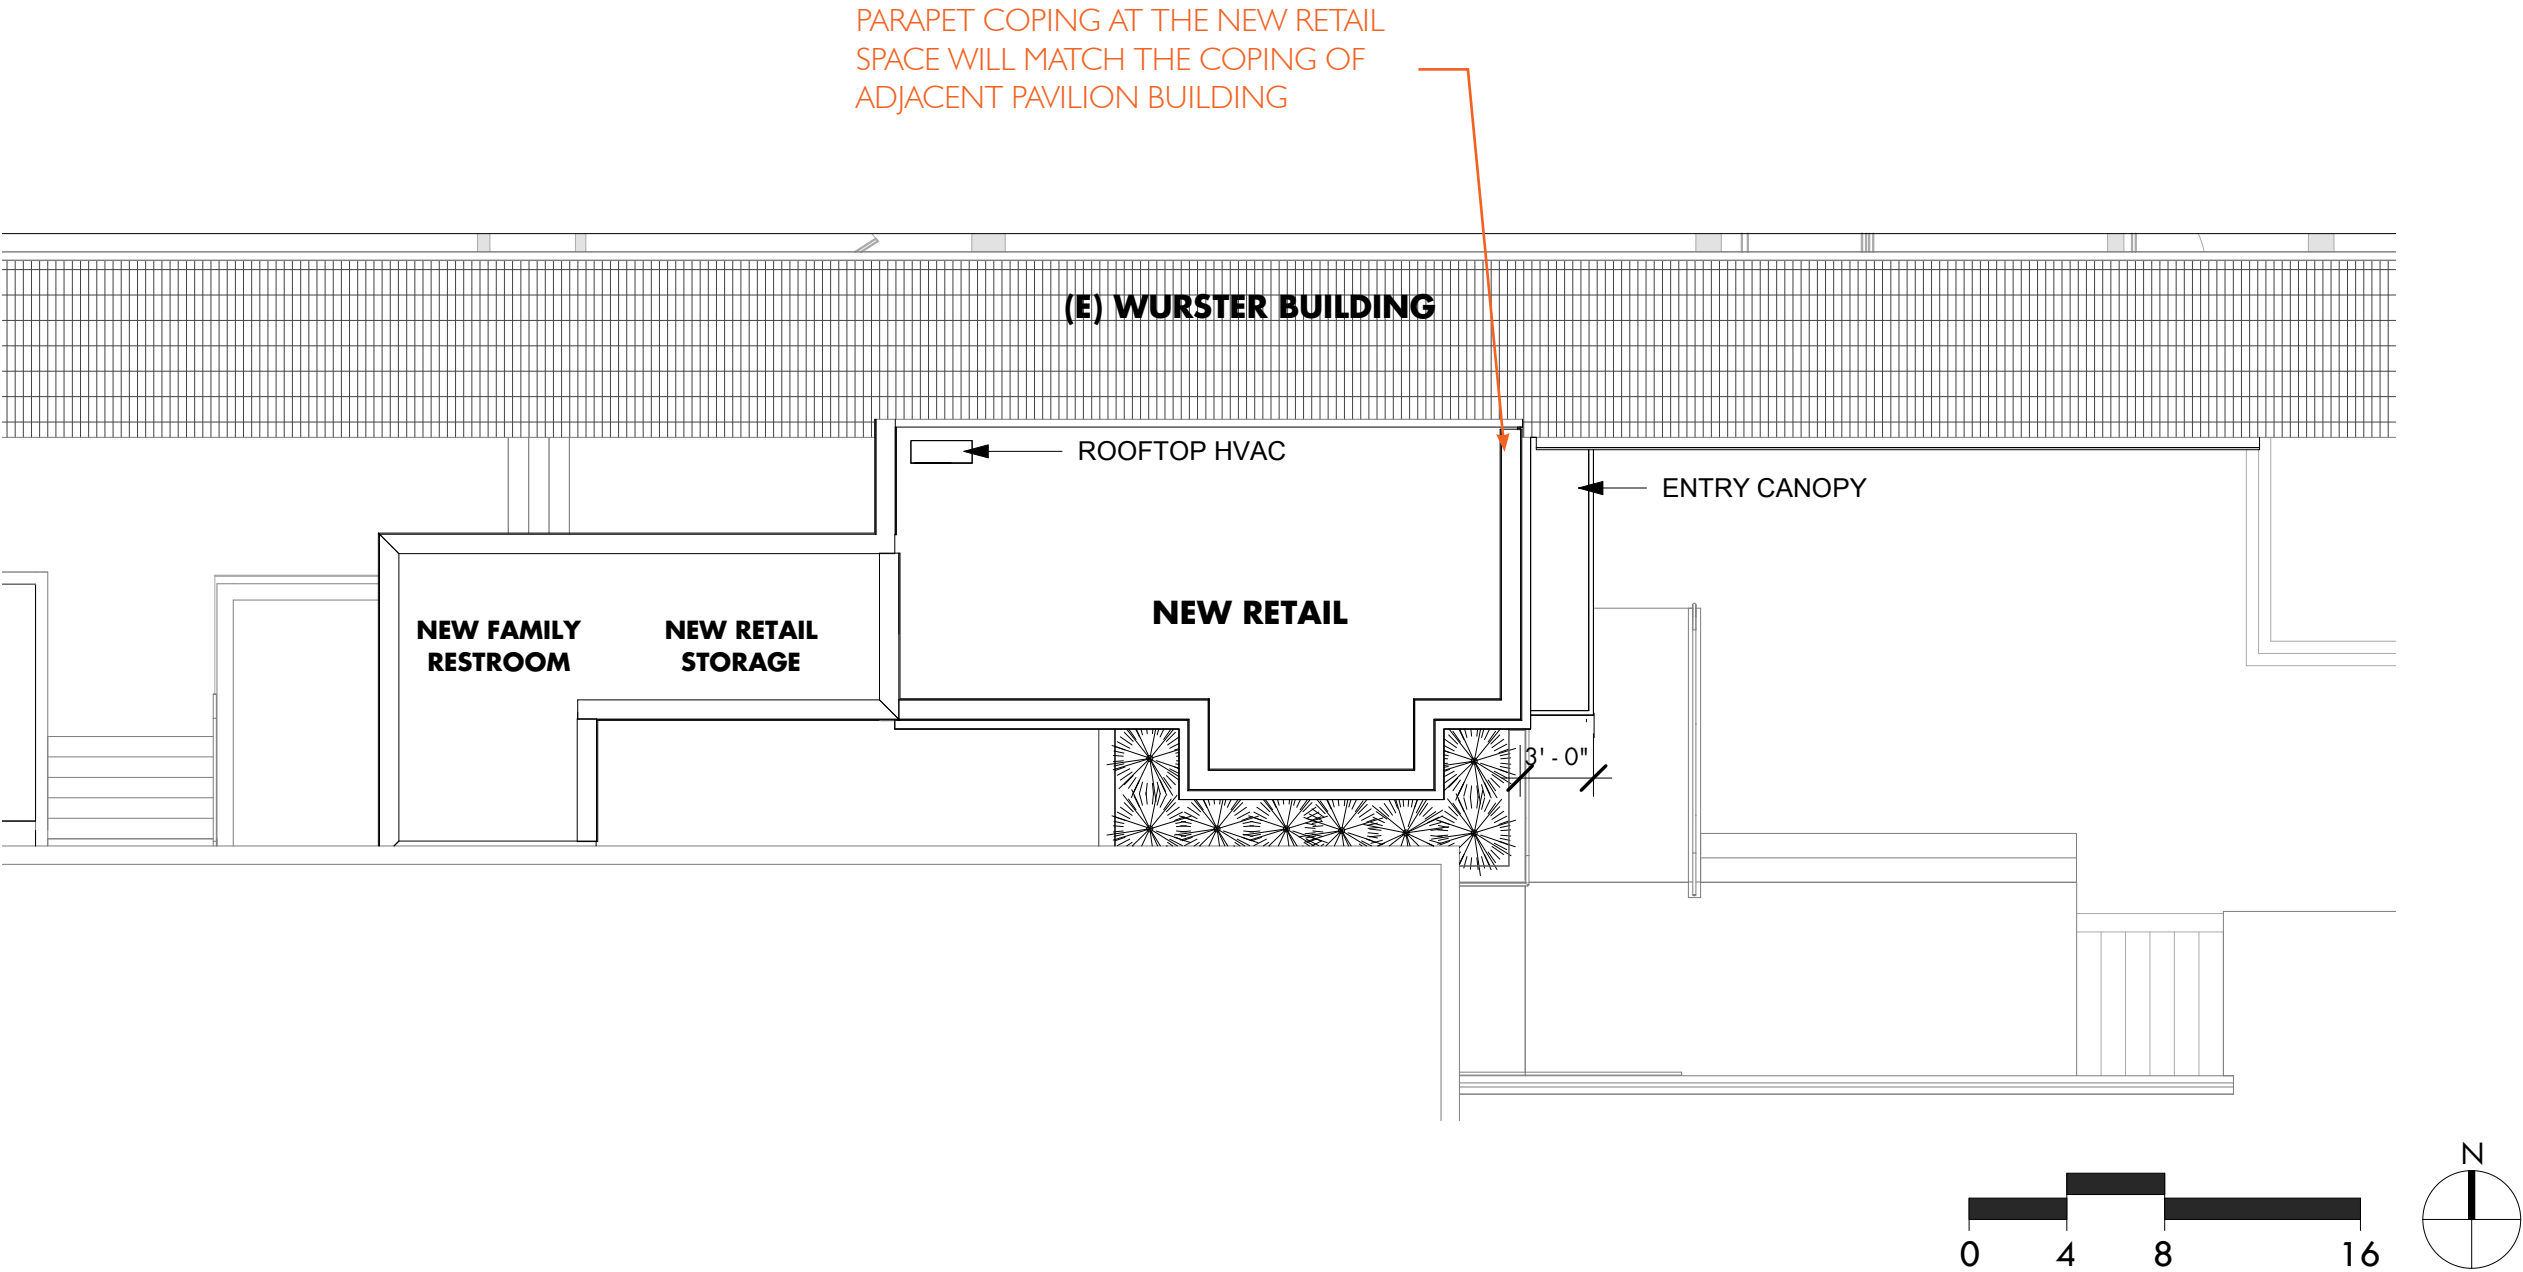 PARAPET COPING AT THE NEW RETAIL
SPACE WILL MATCH THE COPING OF
ADJACENT PAVILION BUILDING
(E) WURSTER BUILDING
ROOFTOP HVAC
ENTRY CANOPY
NEW RETAIL
NEW FAMILY
RESTROOM
NEW RETAIL
STORAGE
3' - 0"
N
0 4 8 16